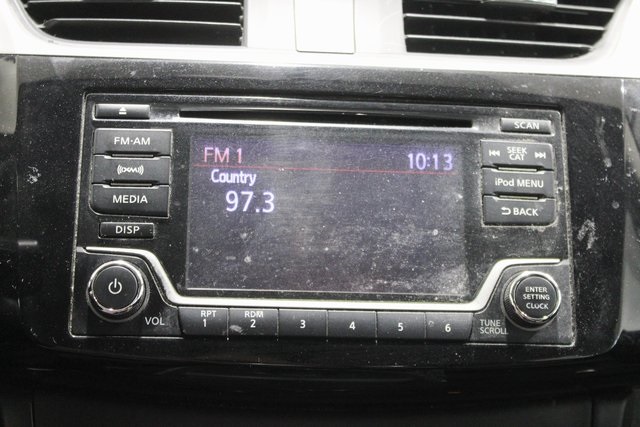 SCAN
FM·AM
SEEK
CAT
FM 1 10:13
((XM))
Country
iPod MENU
MEDIA
97.3
BACK
DISP
ENTER
SETTING
CLOCK
VOL
RPT
1
RDM
2
3
4
5
6
TUNE
SCROLL